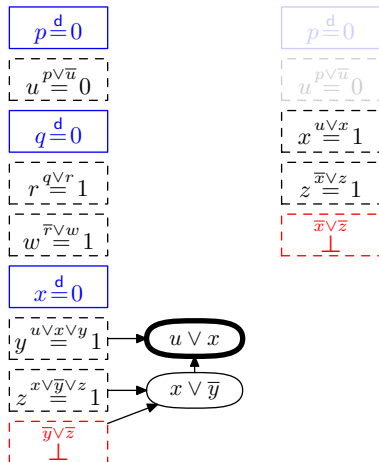 p d= 0
u p∨u̅= 0
q d= 0
r q∨r= 1
w r̅∨w= 1
x d= 0
y u∨x∨y= 1
z x∨y̅∨z= 1
y̅∨z̅
⊥
u ∨ x
x ∨ y̅
p d= 0
u p∨u̅= 0
x u∨x= 1
z x̅∨z= 1
x̅∨z̅
⊥